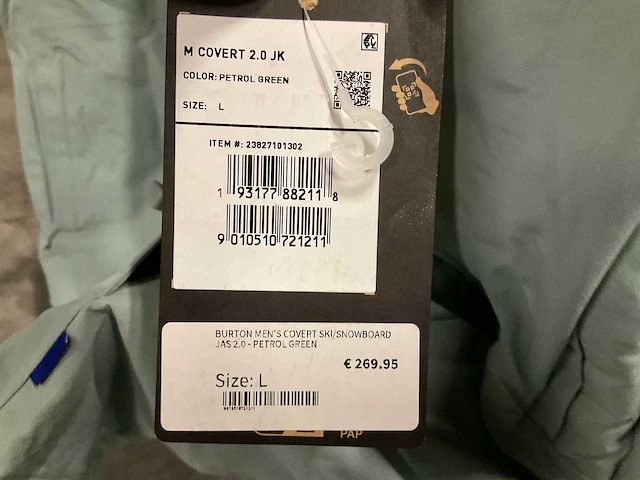 M COVERT 2.0 JK
COLOR: PETROL GREEN
SIZE: L
ITEM #: 23827101302
1 93177 88211 8
9 010510 721211
BURTON MEN'S COVERT SKI/SNOWBOARD
JAS 2.0 - PETROL GREEN
€ 269.95
Size: L
PAP